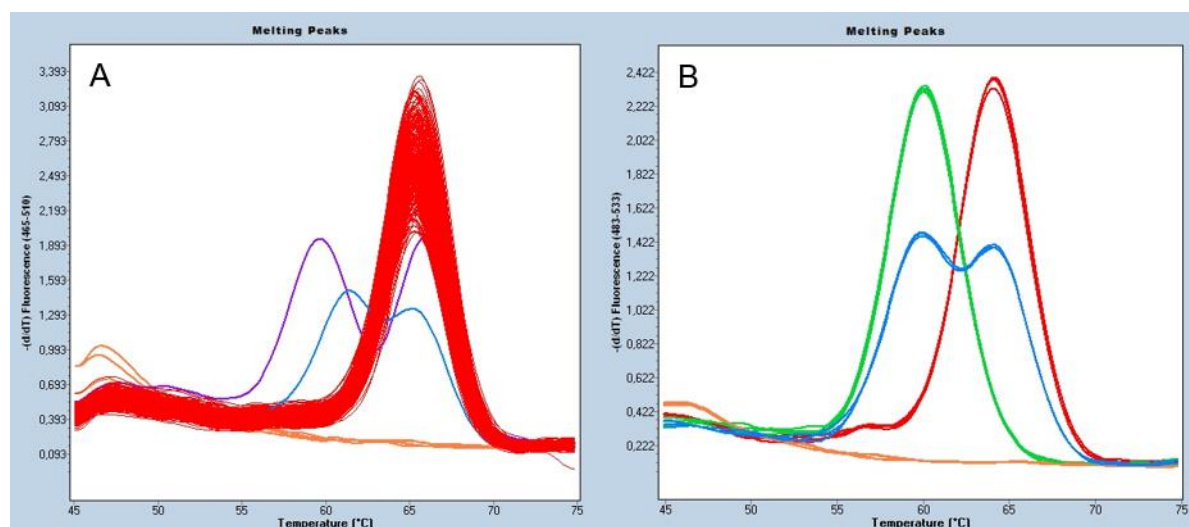 Melting Peaks
A
3,393
3,093
2,793
2,493
2,193
1,893
1,593
1,293
0,993
0,693
0,393
0,093
-(d/dT) Fluorescence (465-510)
45 50 55 60 65 70 75
Temperature (°C)
Melting Peaks
B
2,422
2,222
2,022
1,822
1,622
1,422
1,222
1,022
0,822
0,622
0,422
0,222
-(d/dT) Fluorescence (483-533)
45 50 55 60 65 70 75
Temperature (°C)